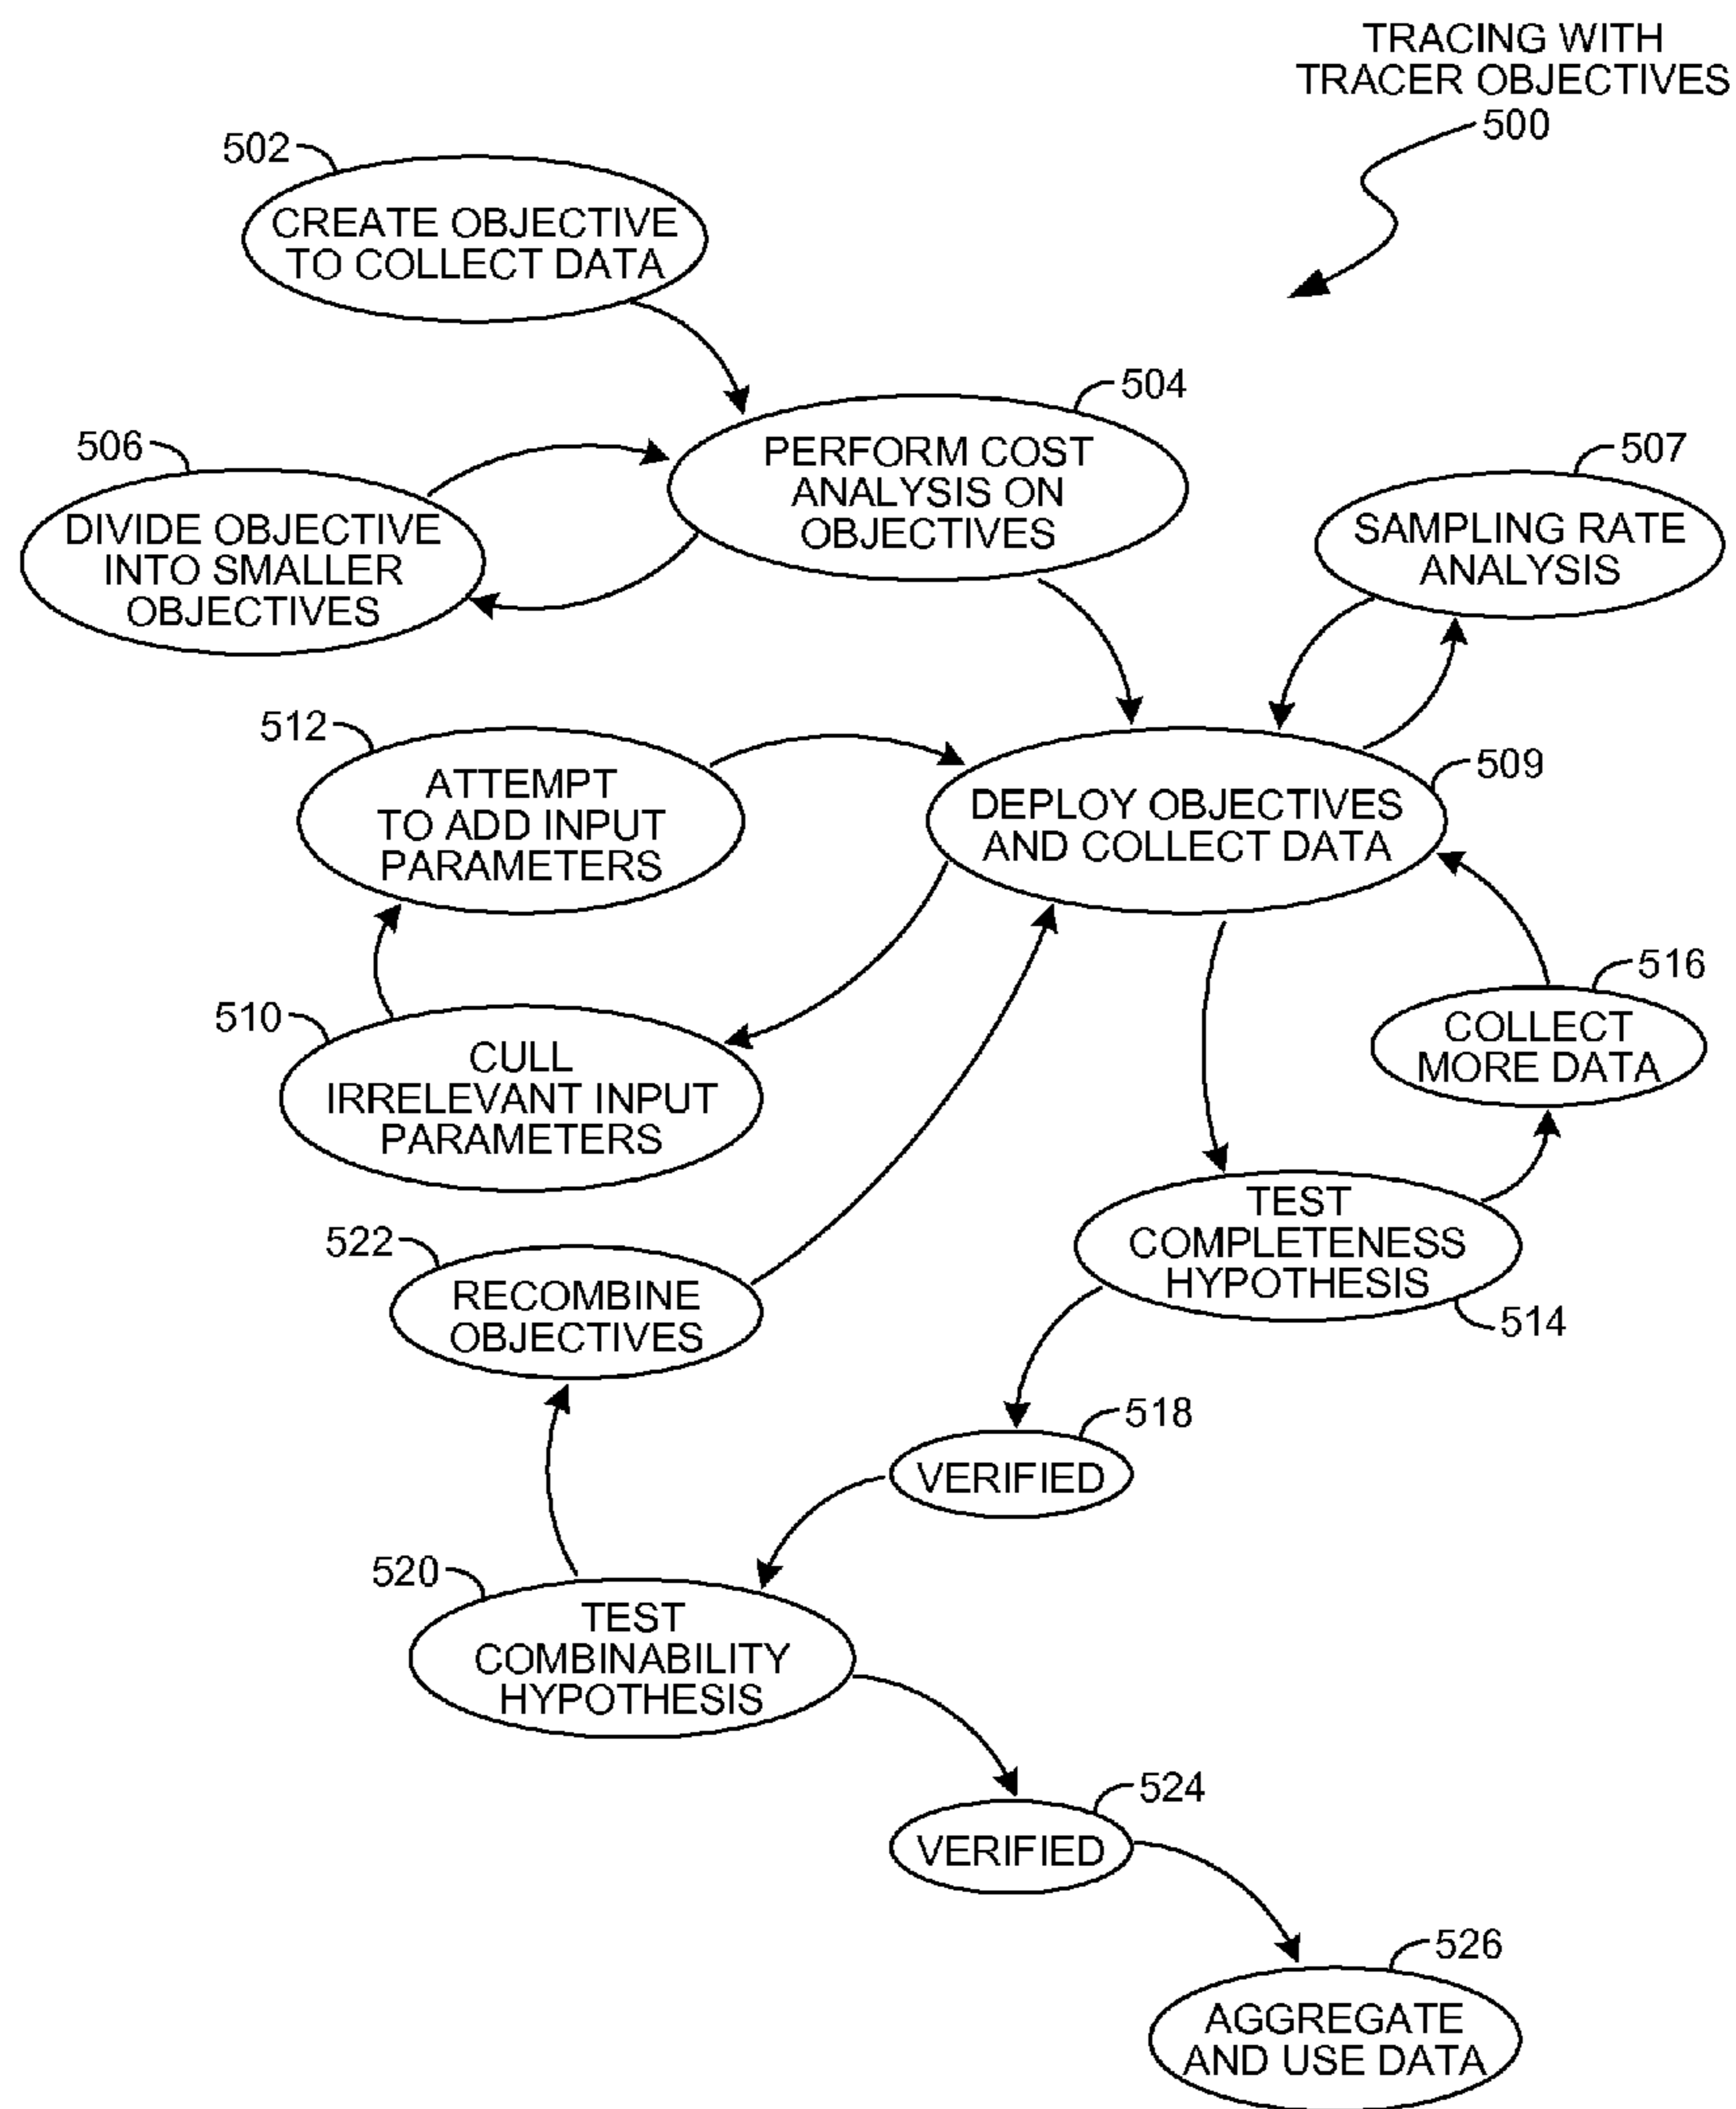 TRACING WITH
TRACER OBJECTIVES
500
502
CREATE OBJECTIVE
TO COLLECT DATA
504
PERFORM COST
ANALYSIS ON
OBJECTIVES
506
DIVIDE OBJECTIVE
INTO SMALLER
OBJECTIVES
507
SAMPLING RATE
ANALYSIS
512
ATTEMPT
TO ADD INPUT
PARAMETERS
509
DEPLOY OBJECTIVES
AND COLLECT DATA
510
CULL
IRRELEVANT INPUT
PARAMETERS
516
COLLECT
MORE DATA
522
RECOMBINE
OBJECTIVES
TEST
COMPLETENESS
HYPOTHESIS
514
518
VERIFIED
520
TEST
COMBINABILITY
HYPOTHESIS
524
VERIFIED
526
AGGREGATE
AND USE DATA